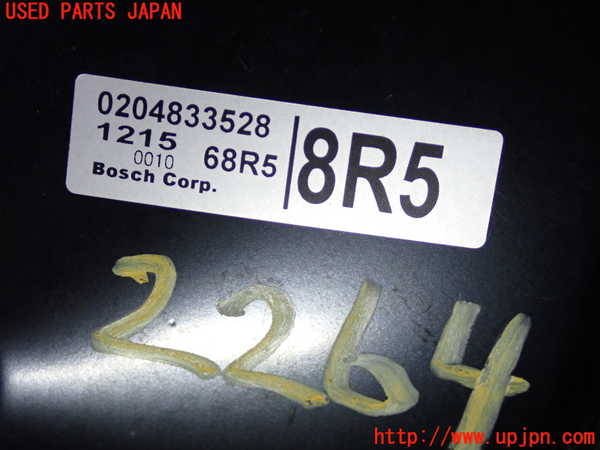 USED PARTS JAPAN
0204833528
1215
0010 68R5
Bosch Corp.
8R5
2264
http://www.upjpn.com/